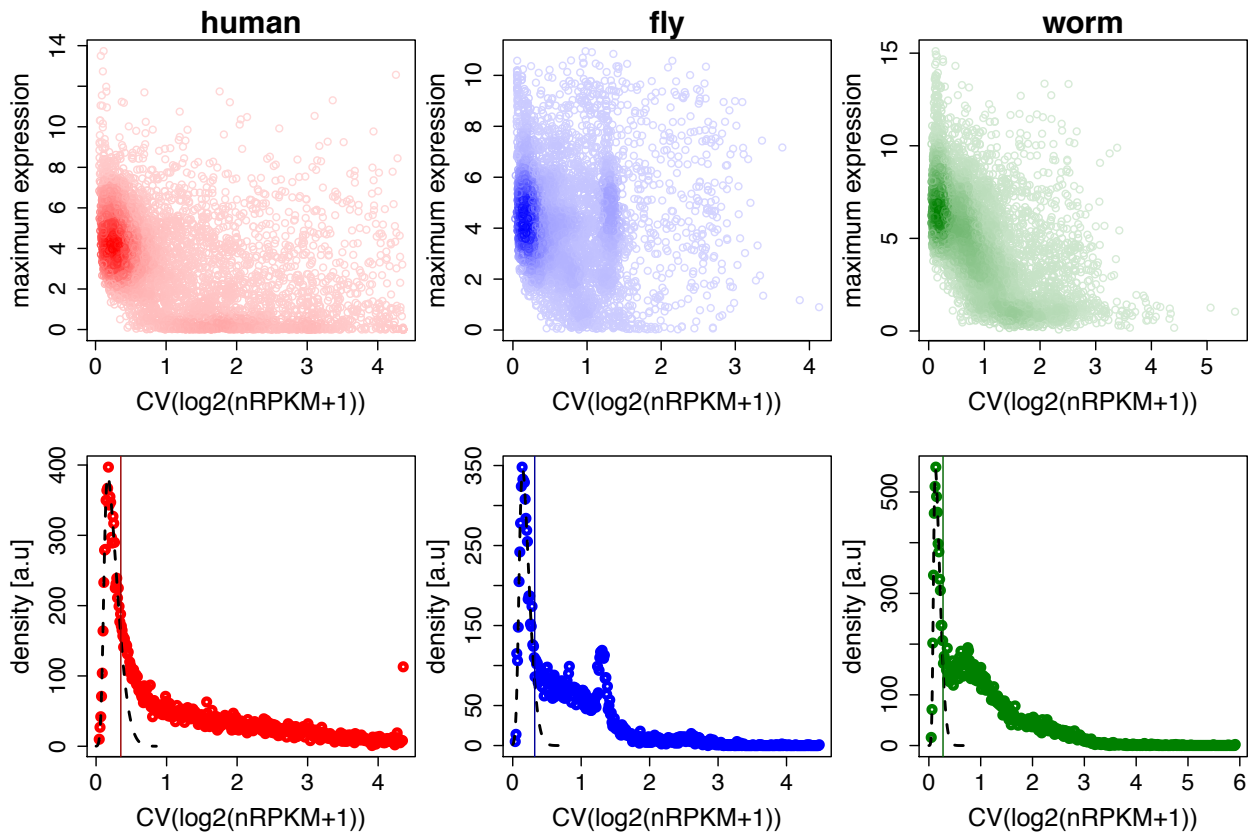 human
fly
worm
maximum expression
14
10
8
6
4
2
0
0 1 2 3 4
CV(log2(nRPKM+1))
maximum expression
10
8
6
4
2
0
0 1 2 3 4
CV(log2(nRPKM+1))
maximum expression
15
10
5
0
0 1 2 3 4 5
CV(log2(nRPKM+1))
density [a.u]
400
300
200
100
0
0 1 2 3 4
CV(log2(nRPKM+1))
density [a.u]
350
250
150
50
0
0 1 2 3 4
CV(log2(nRPKM+1))
density [a.u]
500
300
100
0
0 1 2 3 4 5 6
CV(log2(nRPKM+1))